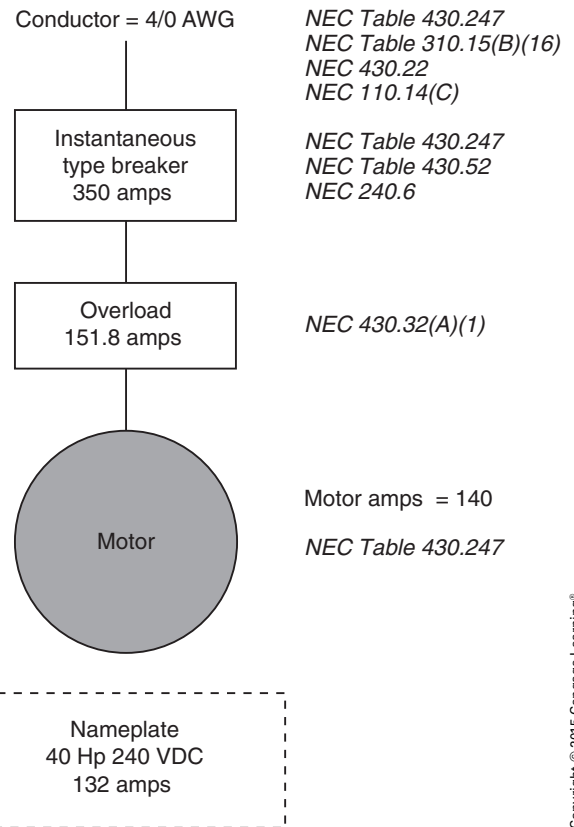 Conductor = 4/0 AWG
NEC Table 430.247
NEC Table 310.15(B)(16)
NEC 430.22
NEC 110.14(C)
Instantaneous
type breaker
350 amps
NEC Table 430.247
NEC Table 430.52
NEC 240.6
Overload
151.8 amps
NEC 430.32(A)(1)
Motor
Motor amps = 140
NEC Table 430.247
Nameplate
40 Hp 240 VDC
132 amps
Copyright © 2015 Cengage Learning®